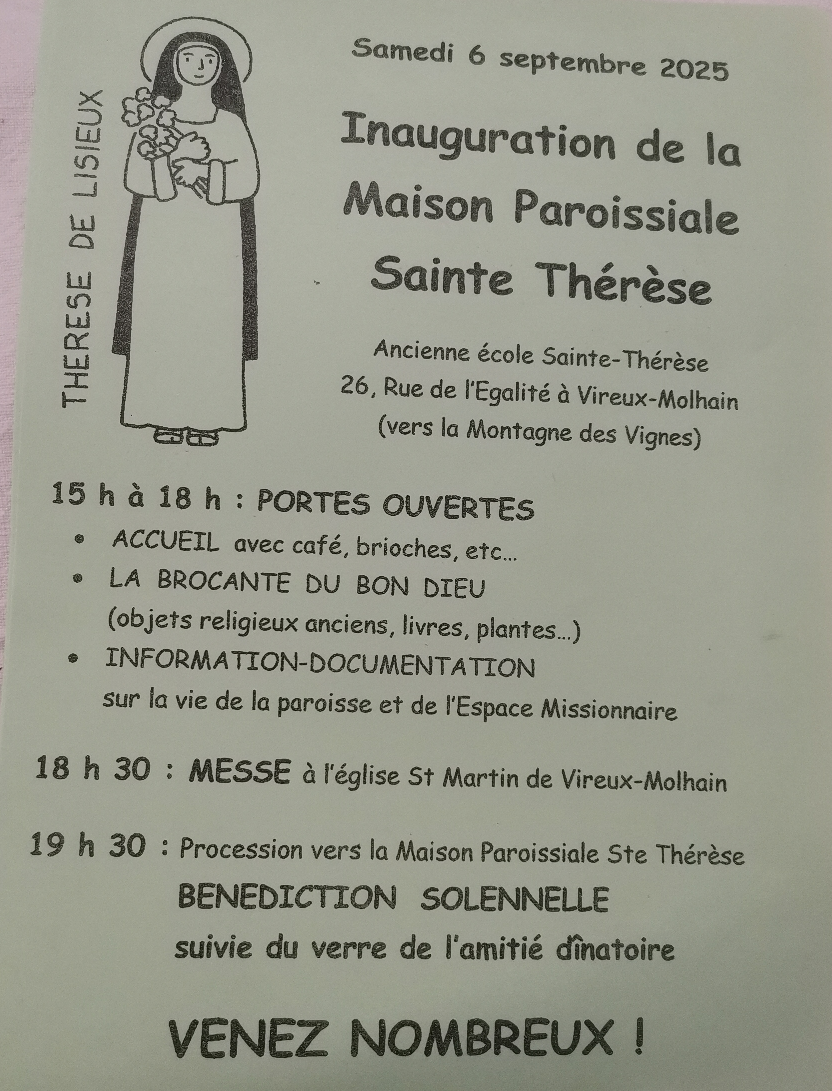 THERESE DE LISIEUX
Samedi 6 septembre 2025
Inauguration de la
Maison Paroissiale
Sainte Thérèse
Ancienne école Sainte-Thérèse
26, Rue de l'Egalité à Vireux-Molhain
(vers la Montagne des Vignes)
15 h à 18 h : PORTES OUVERTES
• ACCUEIL avec café, brioches, etc...
• LA BROCANTE DU BON DIEU
(objets religieux anciens, livres, plantes...)
• INFORMATION-DOCUMENTATION
sur la vie de la paroisse et de l'Espace Missionnaire
18 h 30 : MESSE à l'église St Martin de Vireux-Molhain
19 h 30 : Procession vers la Maison Paroissiale Ste Thérèse
BENEDICTION SOLENNELLE
suivie du verre de l'amitié dînatoire
VENEZ NOMBREUX !